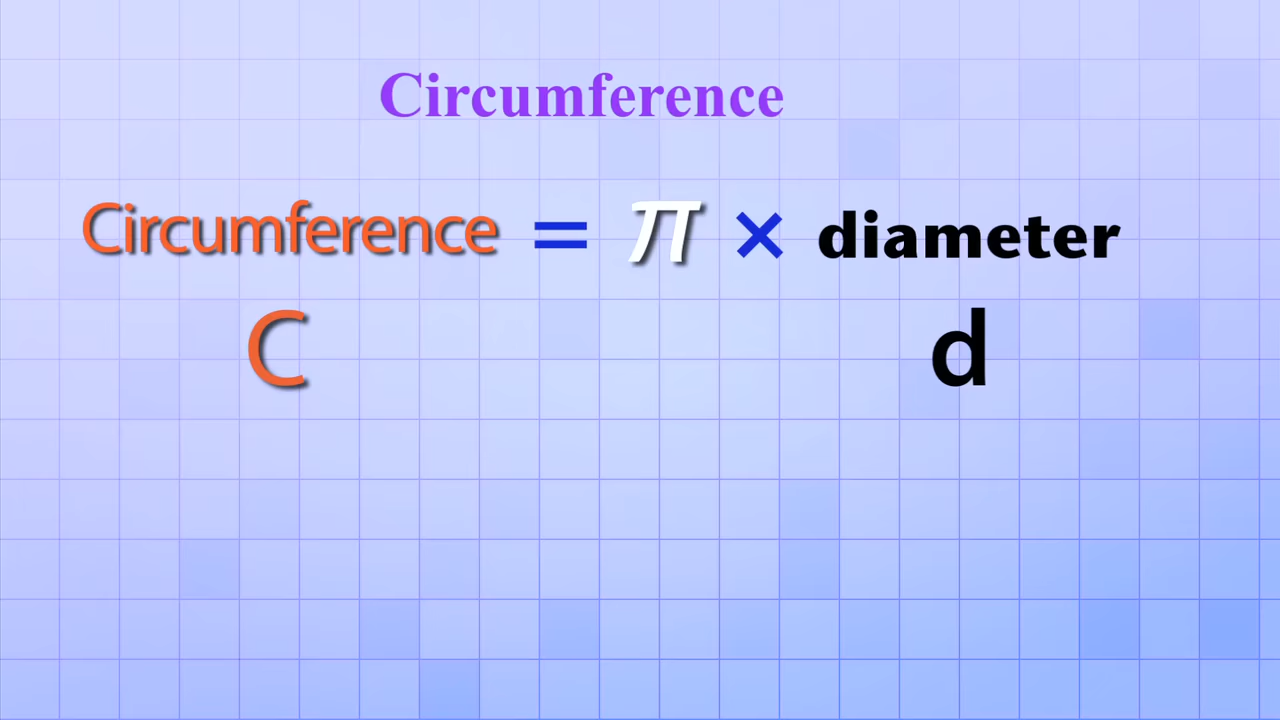 Circumference
Circumference = π × diameter
C d